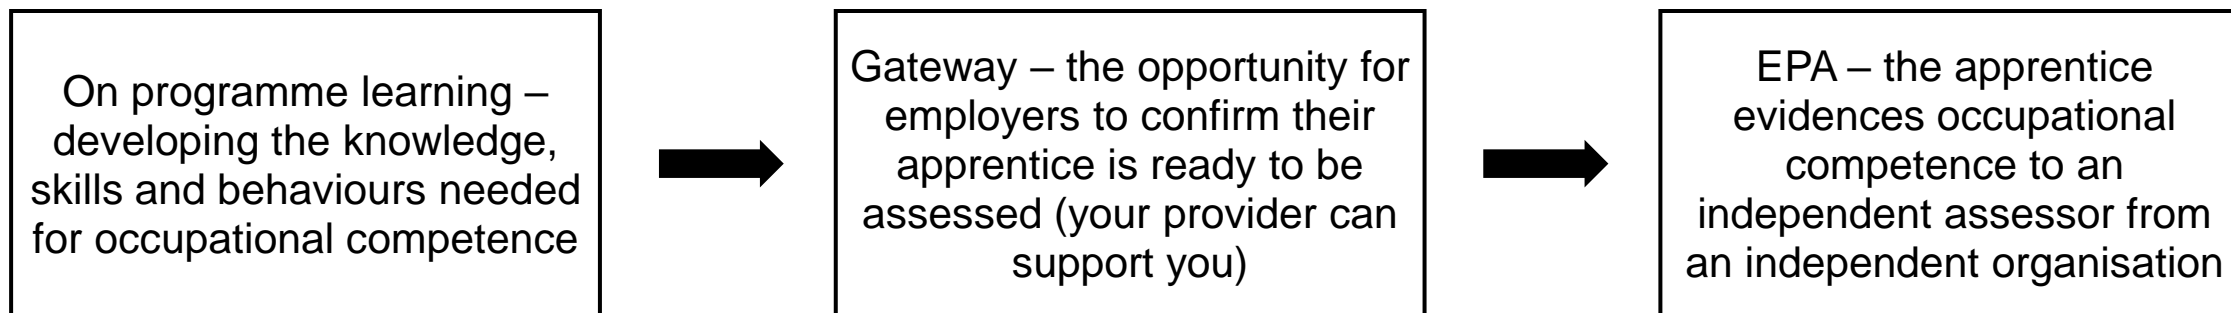 On programme learning –
developing the knowledge,
skills and behaviours needed
for occupational competence
Gateway – the opportunity for
employers to confirm their
apprentice is ready to be
assessed (your provider can
support you)
EPA – the apprentice
evidences occupational
competence to an
independent assessor from
an independent organisation